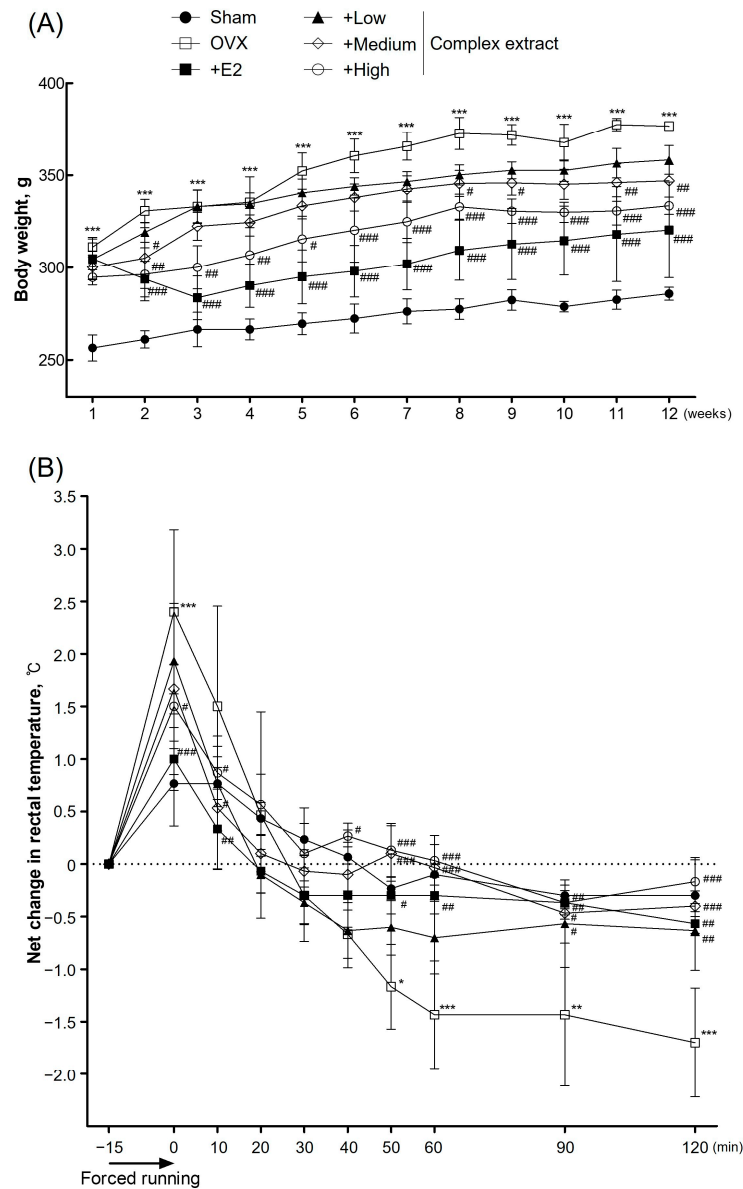 (A)
Sham
OVX
+E2
+Low
+Medium
+High
Complex extract
Body weight, g
400
350
300
250
*** *** *** *** *** *** *** *** *** *** *** ***
# # # ##
## ## ## # ### ### ### ### ### ### ###
### ### ### ### ### ### ### ### ### ### ###
1 2 3 4 5 6 7 8 9 10 11 12 (weeks)
(B)
Net change in rectal temperature, ℃
3.5
3.0
2.5
2.0
1.5
1.0
0.5
0
−0.5
−1.0
−1.5
−2.0
***
#
###
#
#
##
#
###
###
#
###
###
##
##
##
#
#
###
###
##
##
*
***
**
***
−15 0 10 20 30 40 50 60 90 120 (min)
Forced running